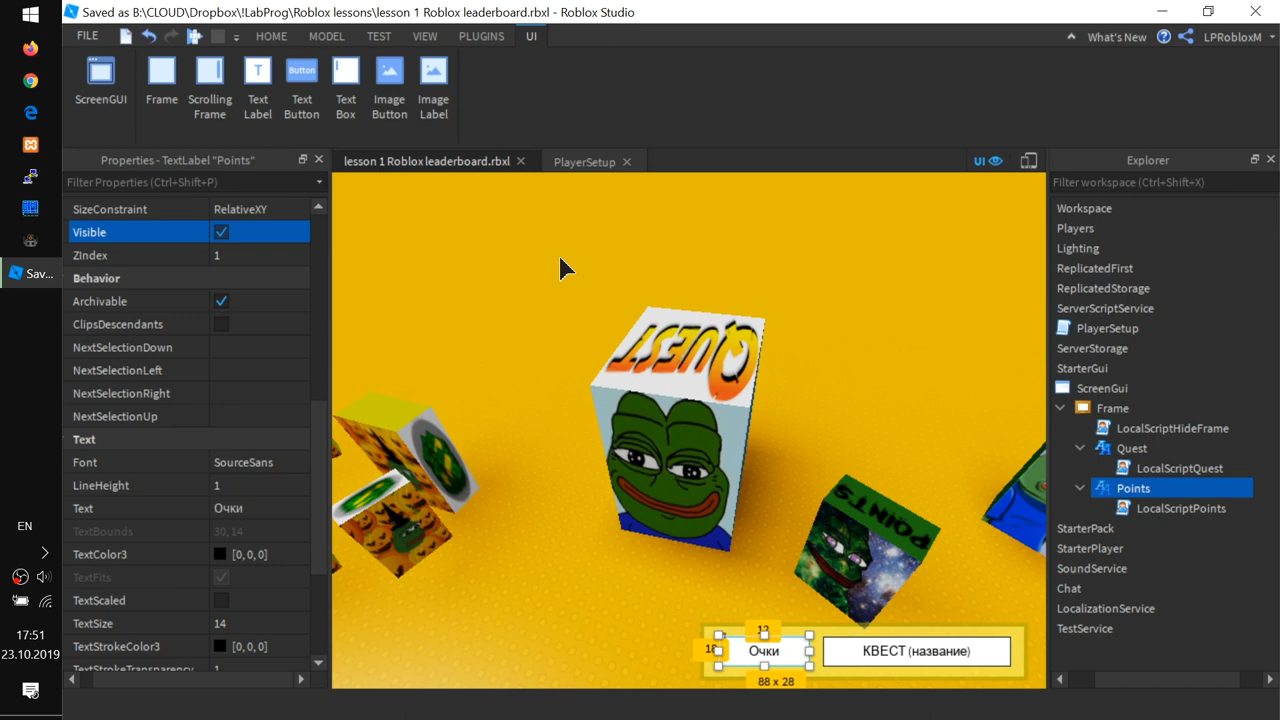 Saved as B:\CLOUD\Dropbox\!LabProg\Roblox lessons\lesson 1 Roblox leaderboard.rbxl - Roblox Studio
FILE HOME MODEL TEST VIEW PLUGINS UI What's New LPRobloxM
ScreenGUI Frame Scrolling Frame Text Label Text Button Text Box Image Button Image Label
T Button
Properties - TextLabel "Points"
lesson 1 Roblox leaderboard.rbxl PlayerSetup UI Explorer
Filter Properties (Ctrl+Shift+P)
Filter workspace (Ctrl+Shift+X)
SizeConstraint RelativeXY
Visible
ZIndex 1
Behavior
Archivable
ClipsDescendants
NextSelectionDown
NextSelectionLeft
NextSelectionRight
NextSelectionUp
Text
Font SourceSans
LineHeight 1
Text Очки
TextBounds 30, 14
TextColor3 [0, 0, 0]
TextFits
TextScaled
TextSize 14
TextStrokeColor3 [0, 0, 0]
TextStrokeTransparency 1
QUEST
POINTS
12
18
Очки
КВЕСТ (название)
88 x 28
Workspace
Players
Lighting
ReplicatedFirst
ReplicatedStorage
ServerScriptService
PlayerSetup
ServerStorage
StarterGui
ScreenGui
Frame
LocalScriptHideFrame
Quest
LocalScriptQuest
Points
LocalScriptPoints
StarterPack
StarterPlayer
SoundService
Chat
LocalizationService
TestService
Sav...
EN
17:51
23.10.2019